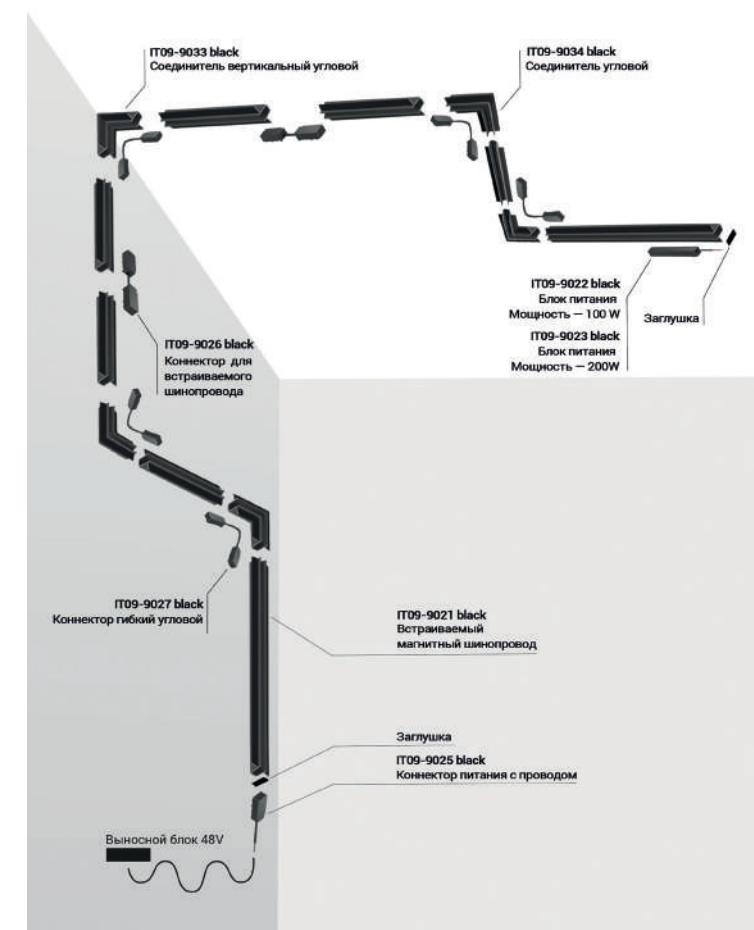 IT09-9033 black
Соединитель вертикальный угловой
IT09-9034 black
Соединитель угловой
IT09-9022 black
Блок питания
Мощность — 100 W
IT09-9023 black
Блок питания
Мощность — 200W
Заглушка
IT09-9026 black
Коннектор для
встраиваемого
шинопровода
IT09-9027 black
Коннектор гибкий угловой
IT09-9021 black
Встраиваемый
магнитный шинопровод
Заглушка
IT09-9025 black
Коннектор питания с проводом
Выносной блок 48V